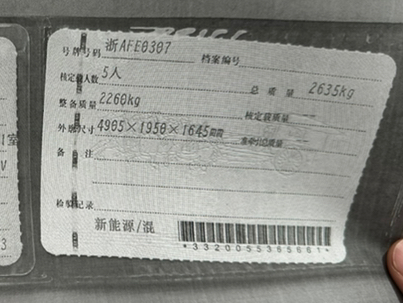 号牌号码 浙AFE0307 档案编号
核定载人数 5人 总质量 2635kg
整备质量 2260kg 核定载质量 —
外廓尺寸 4905×1950×1645mm 准牵引总质量 —
备注
检验记录
新能源/混